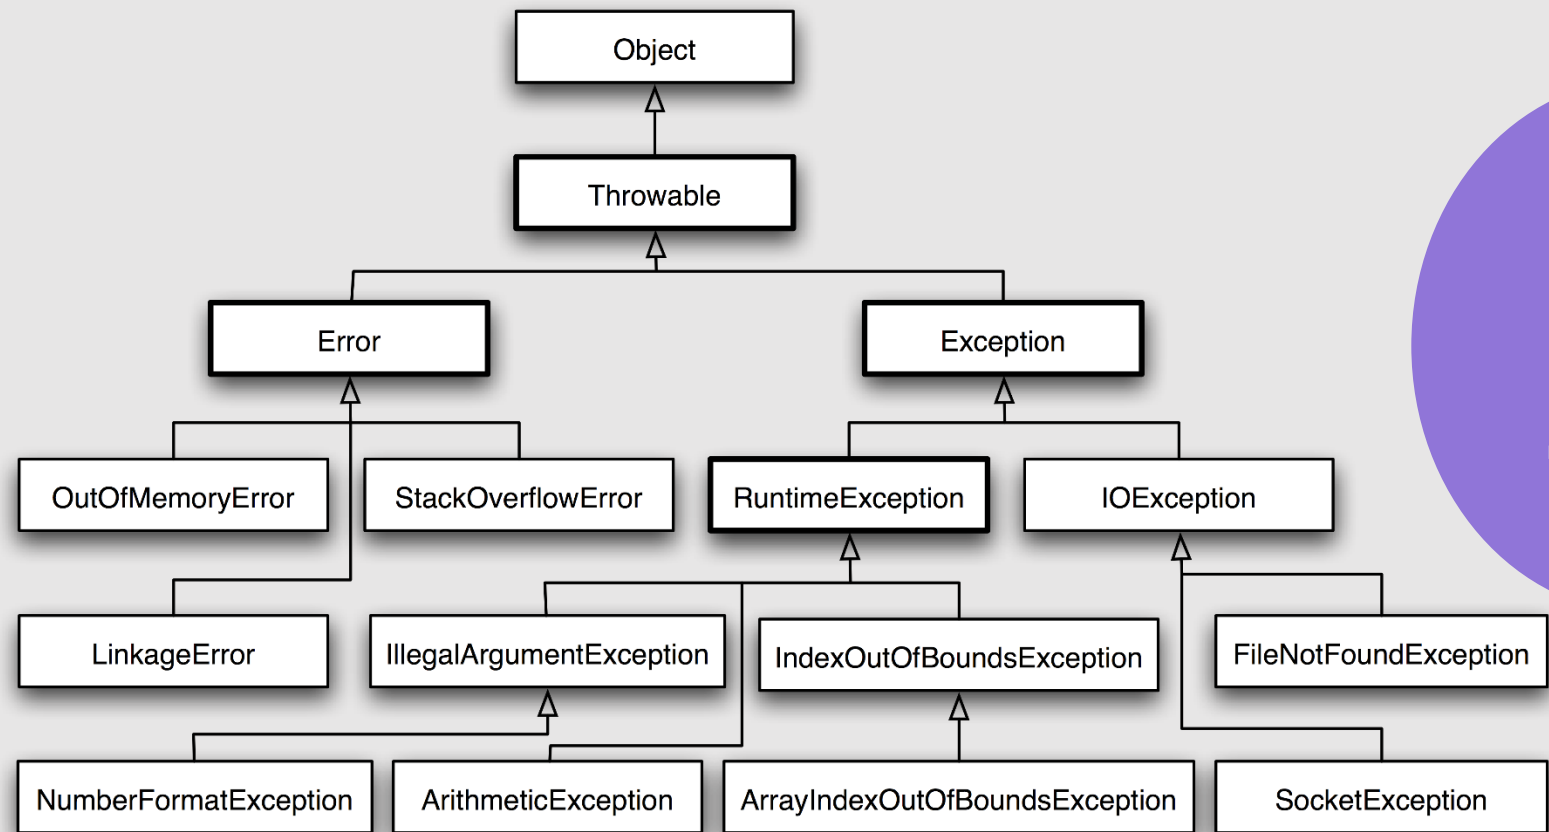 Object
Throwable
Error
Exception
OutOfMemoryError
StackOverflowError
RuntimeException
IOException
LinkageError
IllegalArgumentException
IndexOutOfBoundsException
FileNotFoundException
NumberFormatException
ArithmeticException
ArrayIndexOutOfBoundsException
SocketException